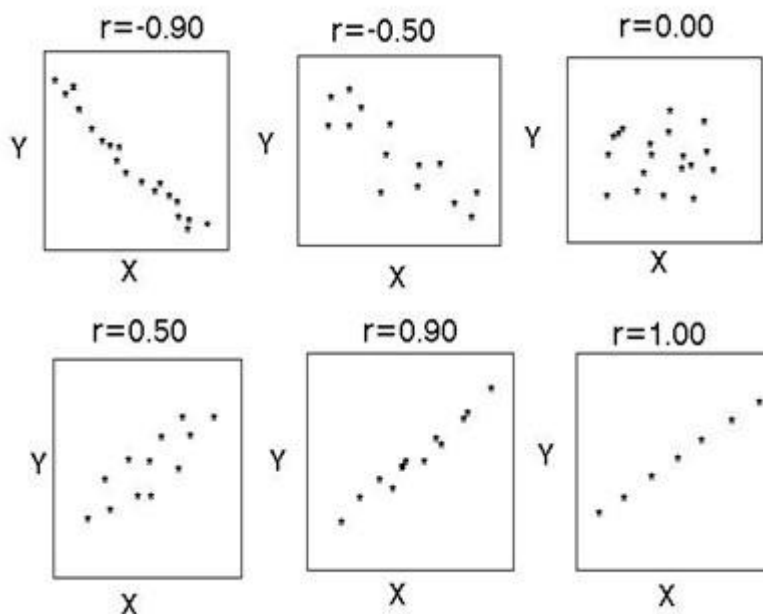 r=-0.90 r=-0.50 r=0.00
Y Y Y
X X X
r=0.50 r=0.90 r=1.00
Y Y Y
X X X